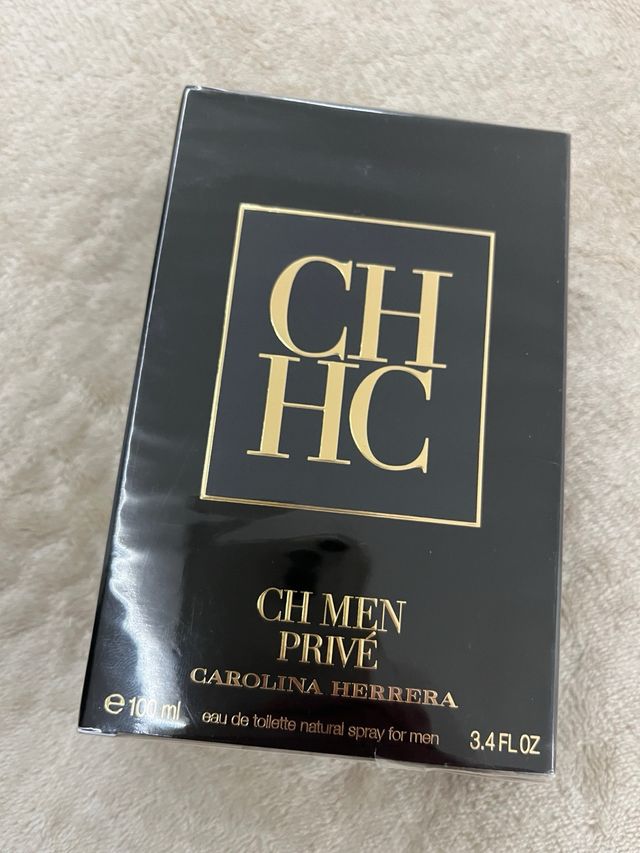 CH
HC
CH MEN
PRIVÉ
CAROLINA HERRERA
e 100 ml eau de toilette natural spray for men 3.4 FL OZ